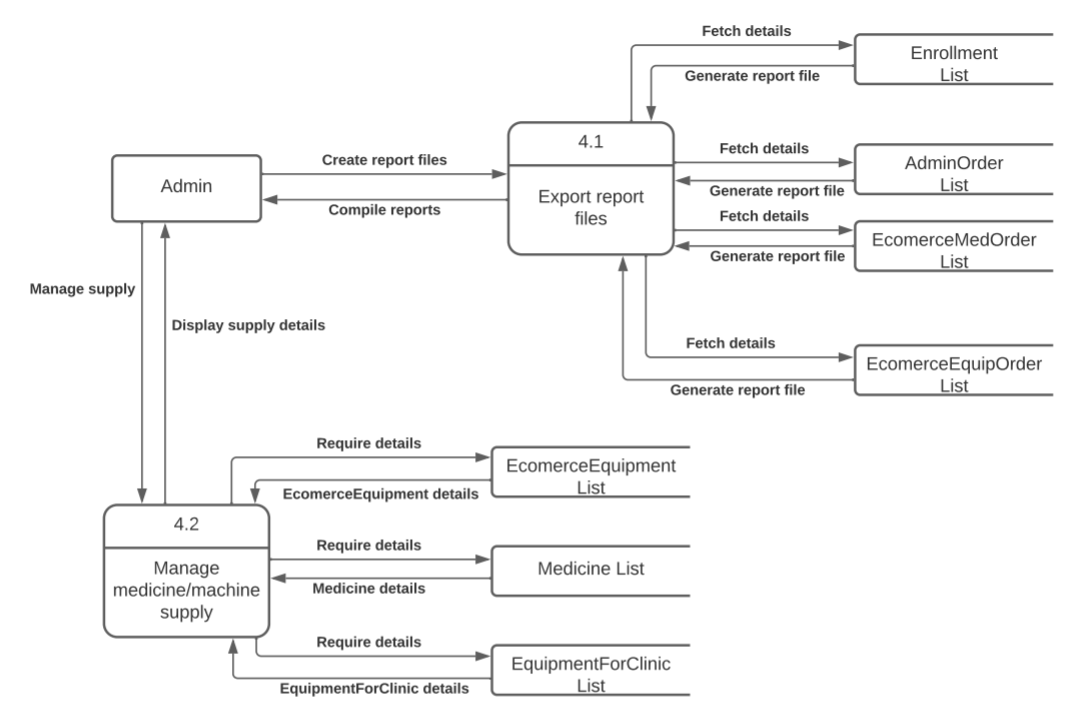 Fetch details
Enrollment
List
Generate report file
4.1
Export report
files
Admin
Create report files
Compile reports
Fetch details
AdminOrder
List
Generate report file
Fetch details
EcomerceMedOrder
List
Generate report file
Manage supply
Display supply details
Fetch details
EcomerceEquipOrder
List
Generate report file
Require details
EcomerceEquipment
List
EcomerceEquipment details
4.2
Manage
medicine/machine
supply
Require details
Medicine List
Medicine details
Require details
EquipmentForClinic
List
EquipmentForClinic details